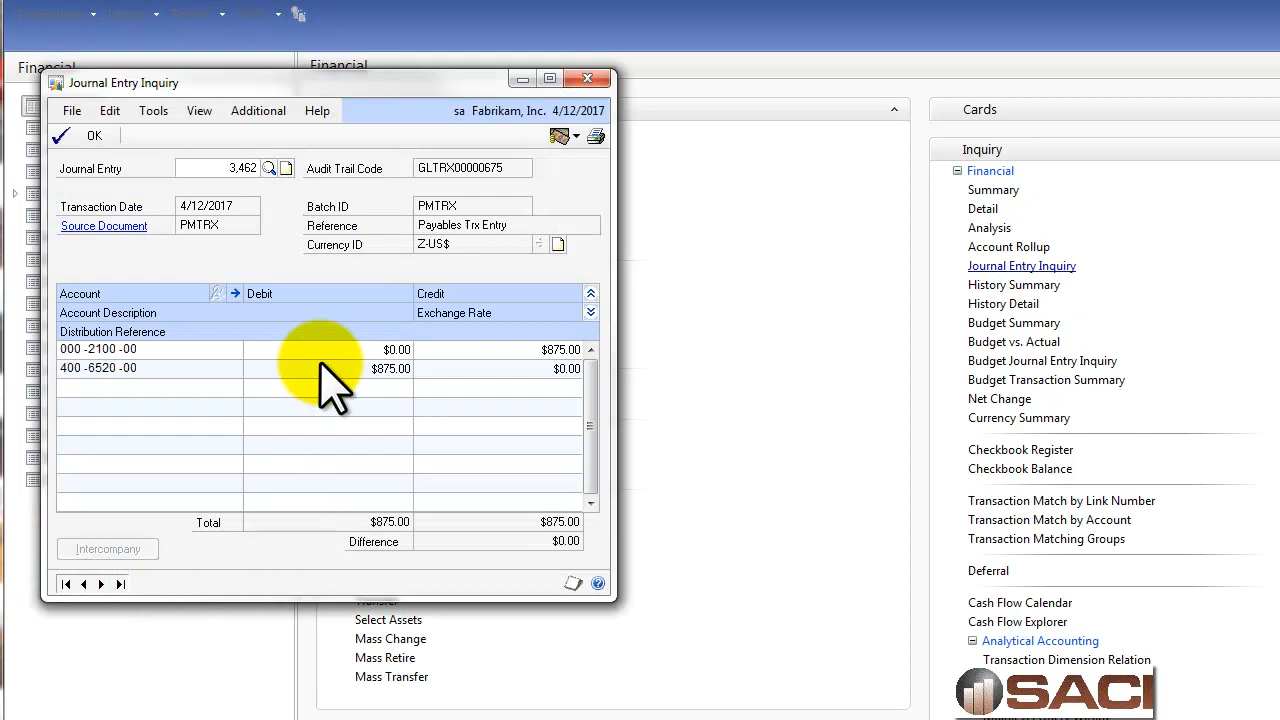 Financial
Financial
Journal Entry Inquiry
File Edit Tools View Additional Help
sa Fabrikam, Inc. 4/12/2017
OK
Journal Entry 3,462
Audit Trail Code GLTRX00000675
Transaction Date 4/12/2017
Batch ID PMTRX
Source Document PMTRX
Reference Payables Trx Entry
Currency ID Z-US$
Account Debit Credit
Account Description Exchange Rate
Distribution Reference
000 -2100 -00 $0.00 $875.00
400 -6520 -00 $875.00 $0.00
Total $875.00 $875.00
Difference $0.00
Intercompany
Transfer
Select Assets
Mass Change
Mass Retire
Mass Transfer
Cards
Inquiry
Financial
Summary
Detail
Analysis
Account Rollup
Journal Entry Inquiry
History Summary
History Detail
Budget Summary
Budget vs. Actual
Budget Journal Entry Inquiry
Budget Transaction Summary
Net Change
Currency Summary
Checkbook Register
Checkbook Balance
Transaction Match by Link Number
Transaction Match by Account
Transaction Matching Groups
Deferral
Cash Flow Calendar
Cash Flow Explorer
Analytical Accounting
Transaction Dimension Relation
SACI